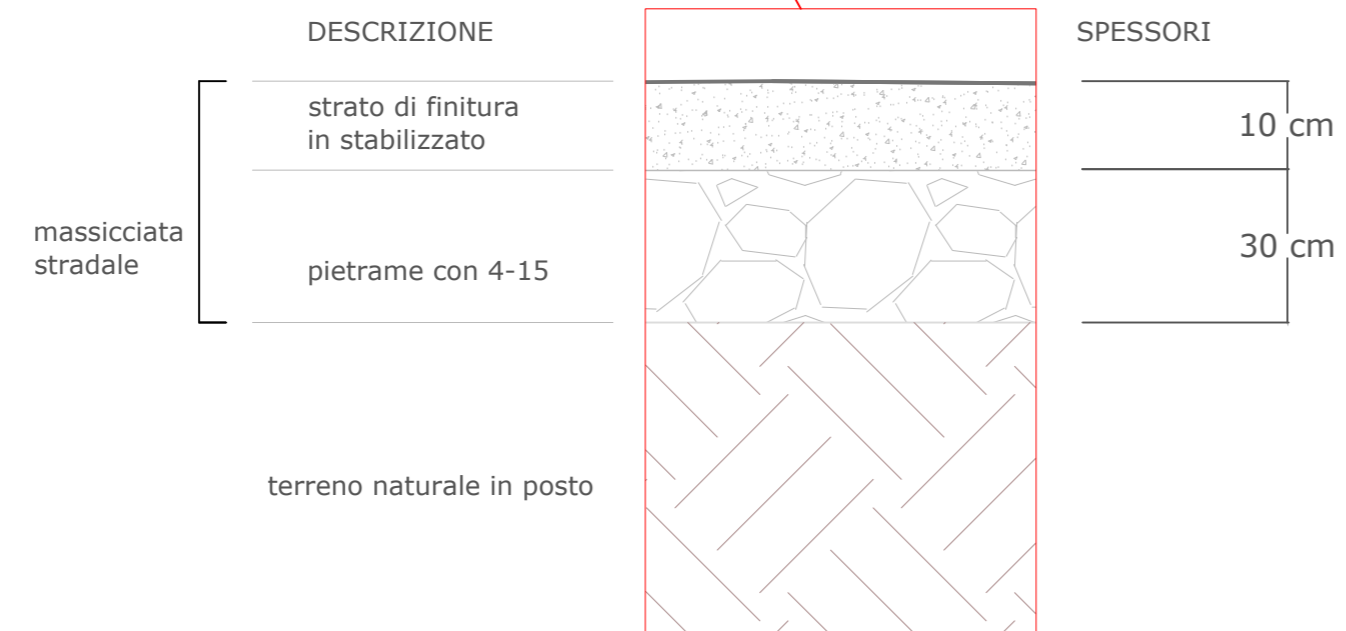 DESCRIZIONE
SPESSORI
strato di finitura
in stabilizzato
10 cm
massicciata
stradale
pietrame con 4-15
30 cm
terreno naturale in posto